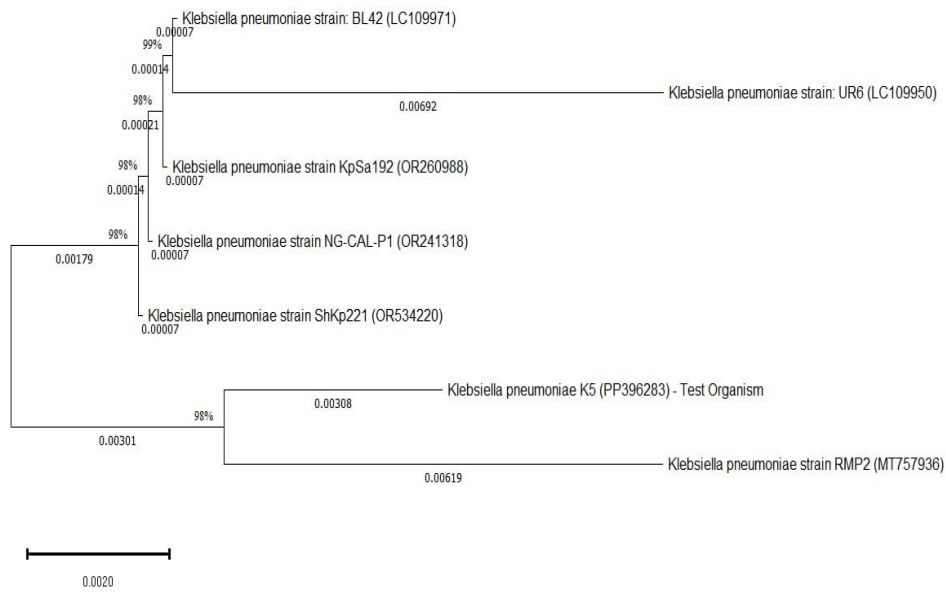 Klebsiella pneumoniae strain: BL42 (LC109971)
0.00007
99%
0.00014
Klebsiella pneumoniae strain: UR6 (LC109950)
0.00692
98%
0.00021
98%
Klebsiella pneumoniae strain KpSa192 (OR260988)
0.00007
0.00014
98%
Klebsiella pneumoniae strain NG-CAL-P1 (OR241318)
0.00007
0.00179
Klebsiella pneumoniae strain ShKp221 (OR534220)
0.00007
Klebsiella pneumoniae K5 (PP396283) - Test Organism
0.00308
98%
0.00301
Klebsiella pneumoniae strain RMP2 (MT757936)
0.00619
0.0020